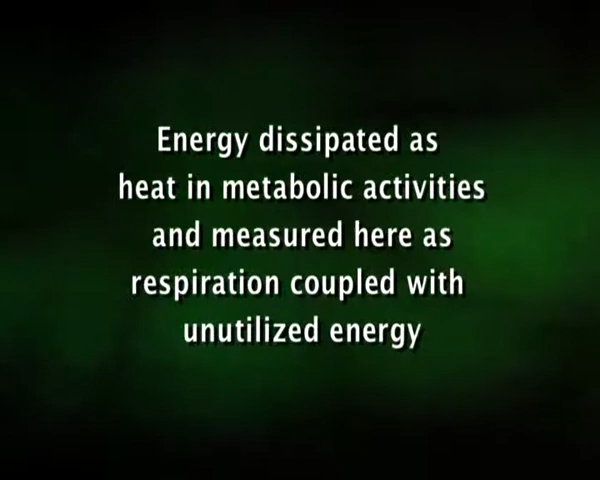 Energy dissipated as
heat in metabolic activities
and measured here as
respiration coupled with
unutilized energy